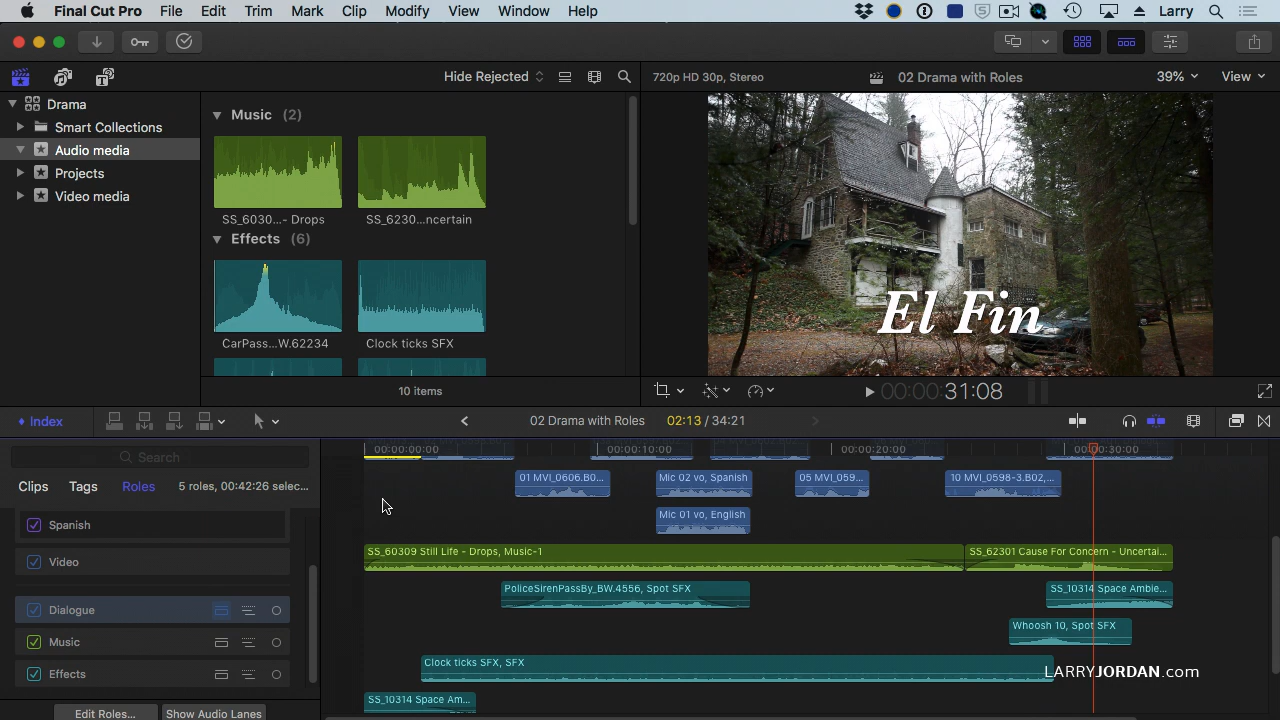 Final Cut Pro File Edit Trim Mark Clip Modify View Window Help Larry
Hide Rejected
720p HD 30p, Stereo
02 Drama with Roles
39%
View
Drama
Smart Collections
Audio media
Projects
Video media
Music (2)
SS_6030...- Drops
SS_6230...ncertain
Effects (6)
CarPass...W.62234
Clock ticks SFX
10 items
El Fin
00:00:31:08
Index
02 Drama with Roles
02:13 / 34:21
Search
Clips Tags Roles 5 roles, 00:42:26 selec...
Spanish
Video
Dialogue
Music
Effects
Edit Roles...
Show Audio Lanes
00:00:00:00
00:00:10:00
00:00:20:00
00:00:30:00
01 MVI_0606.B0...
Mic 02 vo, Spanish
05 MVI_059...
10 MVI_0598-3.B02,...
Mic 01 vo, English
SS_60309 Still Life - Drops, Music-1
SS_62301 Cause For Concern - Uncertai...
PoliceSirenPassBy_BW.4556, Spot SFX
SS_10314 Space Ambie...
Whoosh 10, Spot SFX
Clock ticks SFX, SFX
LARRYJORDAN.com
SS_10314 Space Am...